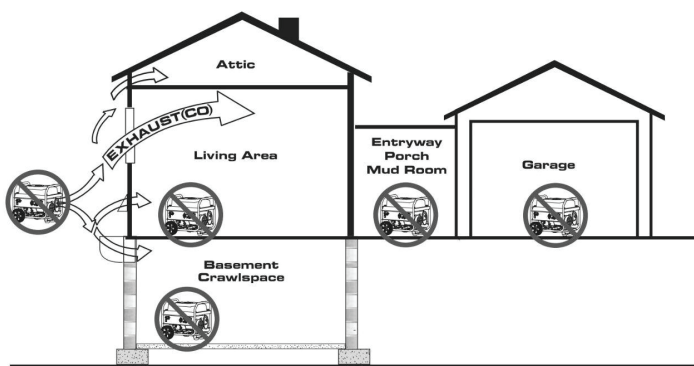 Attic
EXHAUST(CO)
Living Area
Entryway
Porch
Mud Room
Garage
Basement
Crawlspace